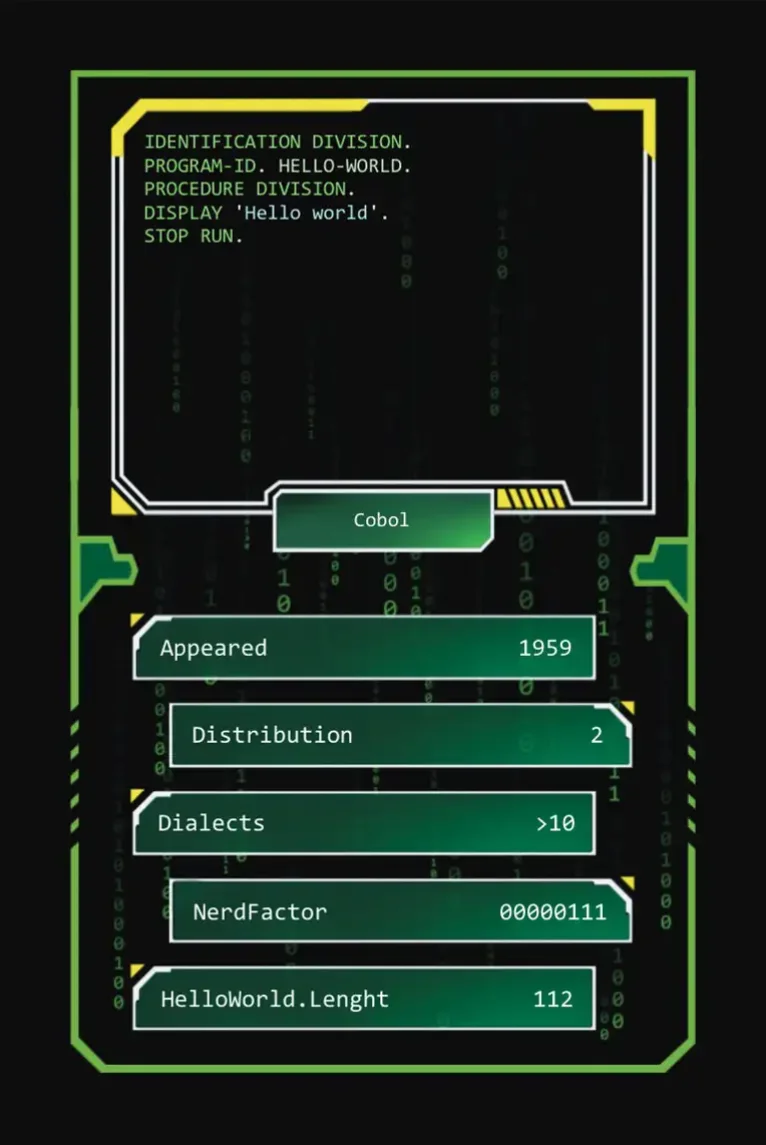 IDENTIFICATION DIVISION.
PROGRAM-ID. HELLO-WORLD.
PROCEDURE DIVISION.
DISPLAY 'Hello world'.
STOP RUN.
Cobol
Appeared 1959
Distribution 2
Dialects >10
NerdFactor 00000111
HelloWorld.Lenght 112